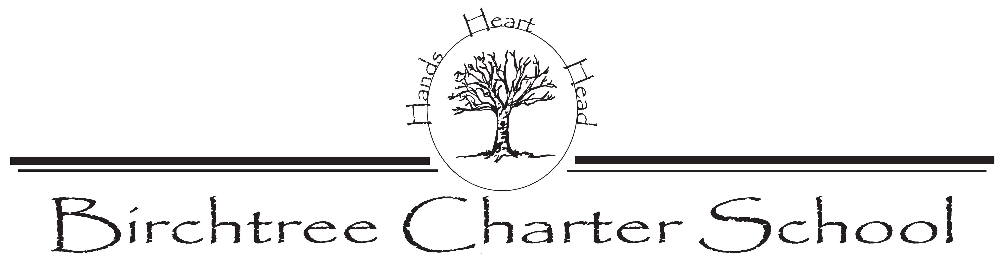 Hands
Heart
Head
Birchtree Charter School